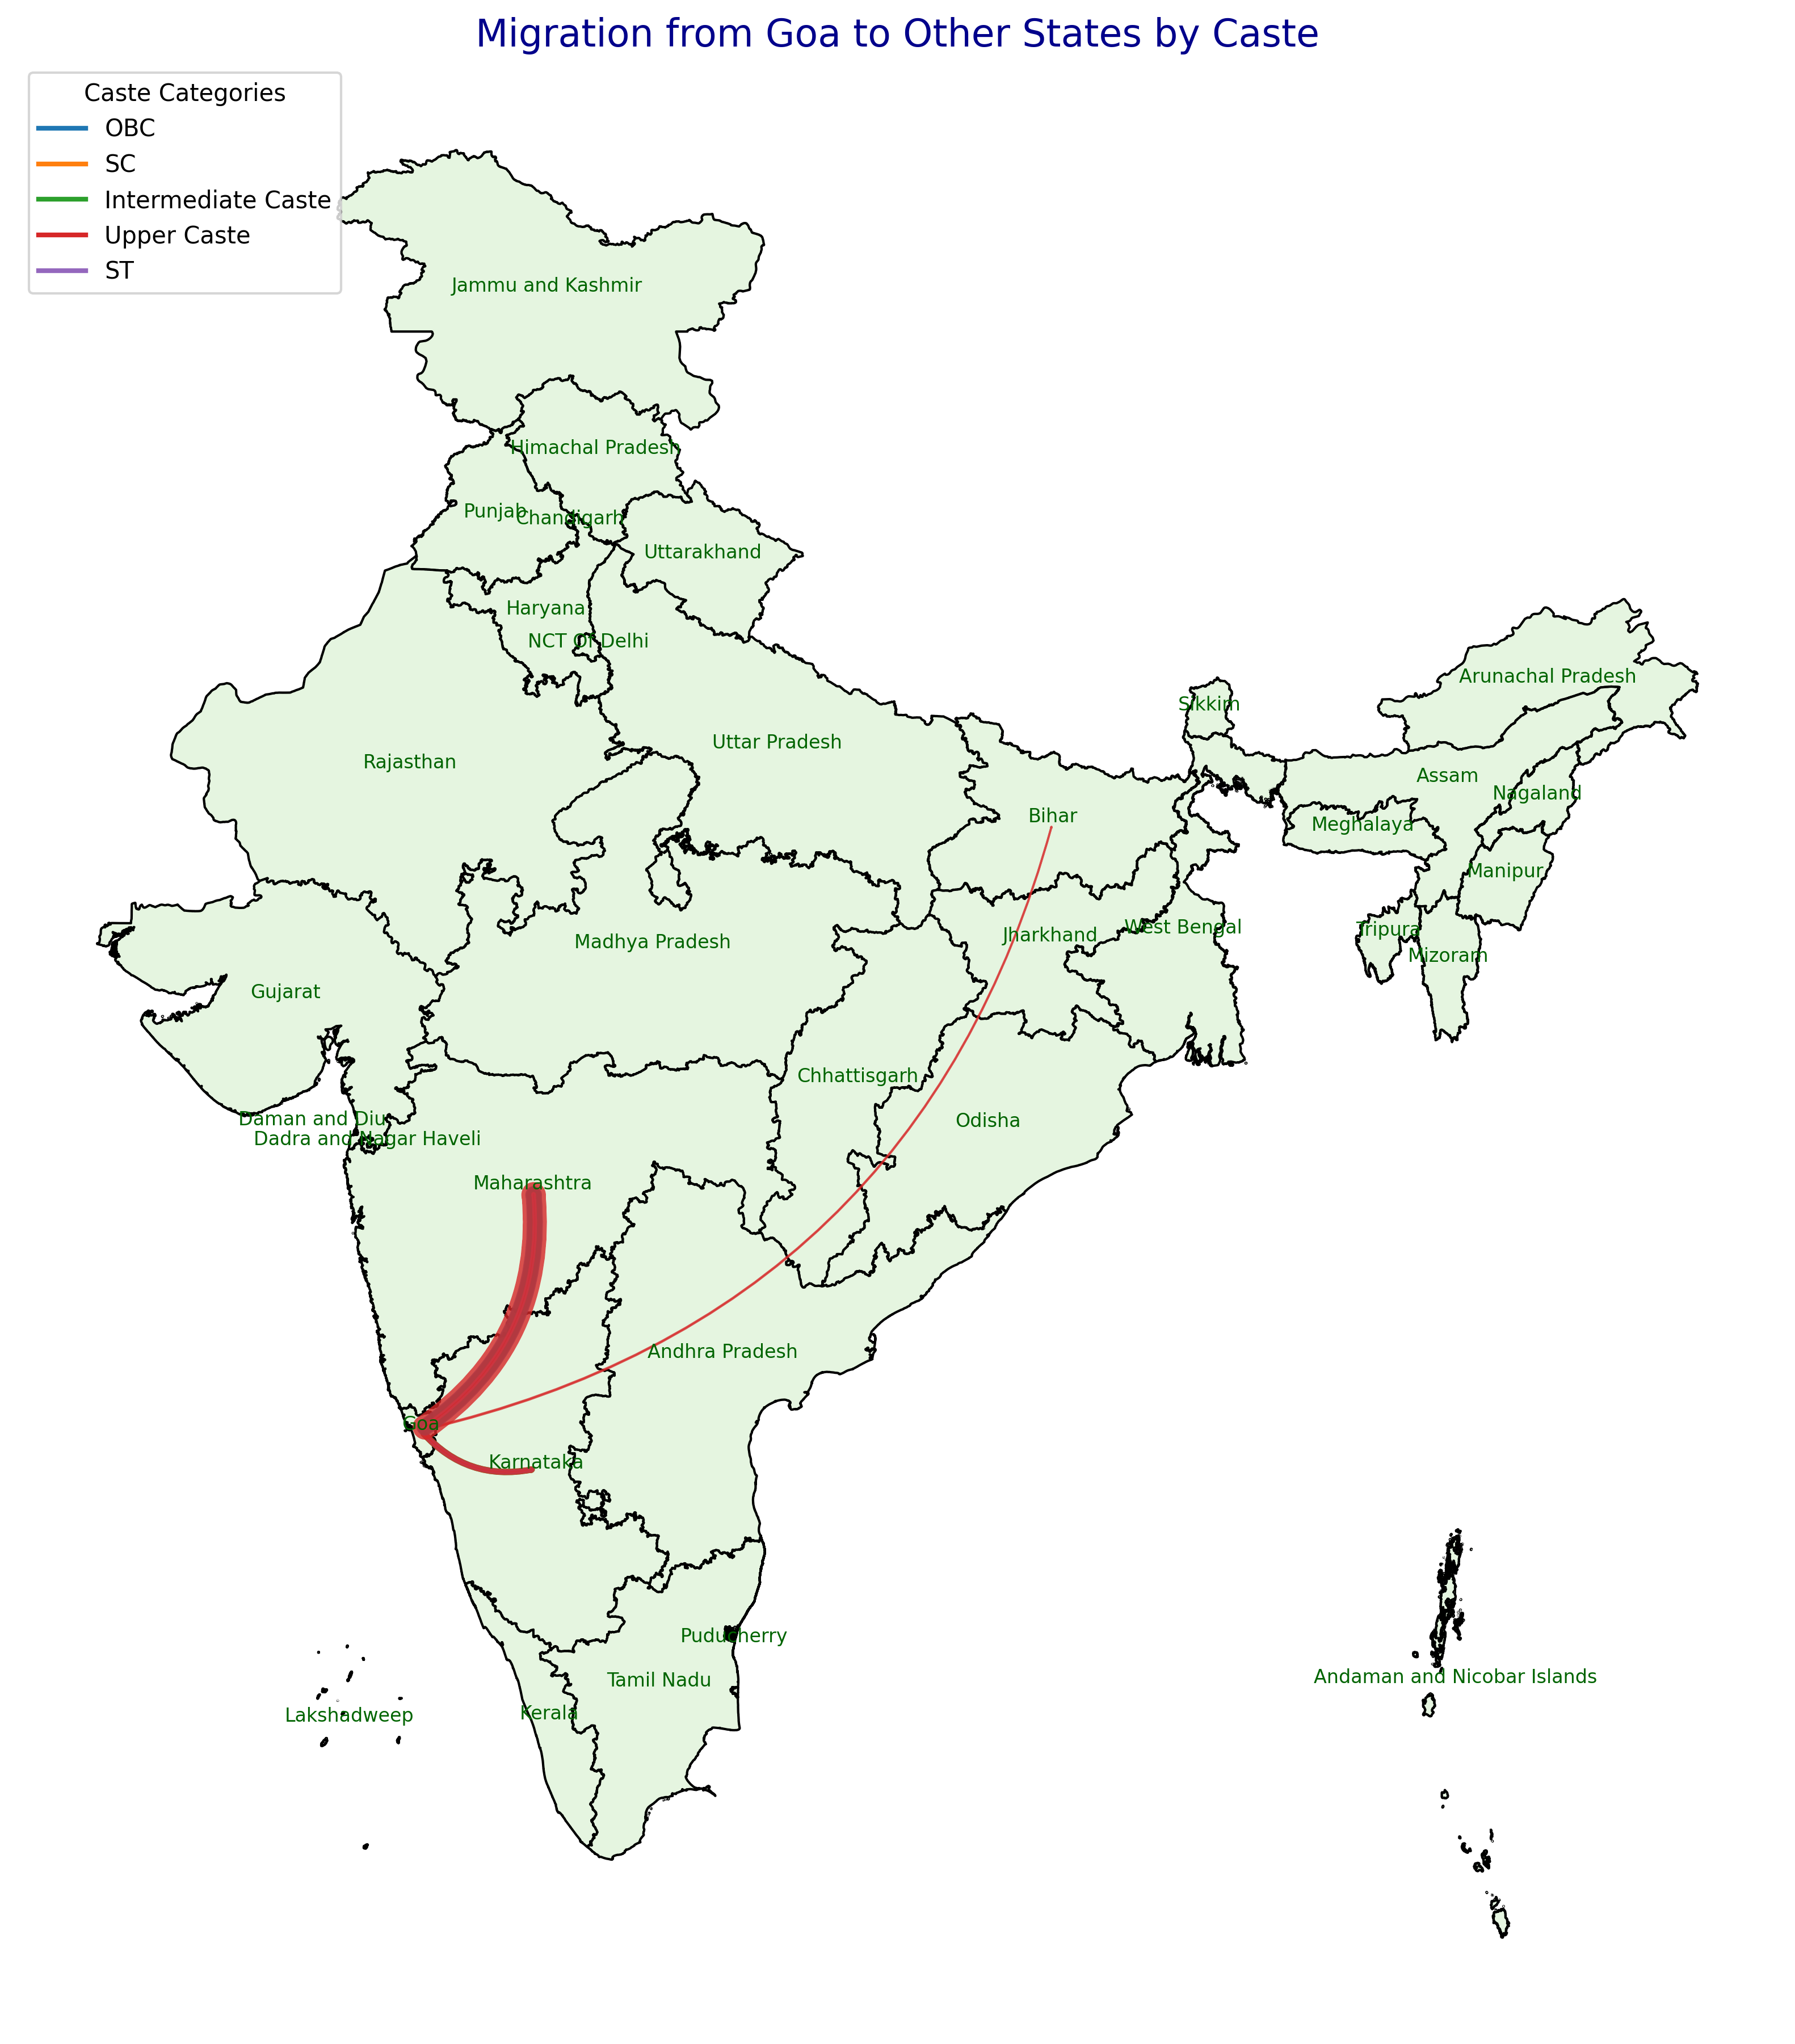 Migration from Goa to Other States by Caste
Caste Categories
OBC
SC
Intermediate Caste
Upper Caste
ST
Jammu and Kashmir
Himachal Pradesh
Punjab
Chandigarh
Uttarakhand
Haryana
NCT Of Delhi
Arunachal Pradesh
Sikkim
Uttar Pradesh
Rajasthan
Assam
Nagaland
Bihar
Meghalaya
Manipur
West Bengal
Tripura
Jharkhand
Madhya Pradesh
Mizoram
Gujarat
Chhattisgarh
Daman and Diu
Odisha
Dadra and Nagar Haveli
Maharashtra
Andhra Pradesh
Goa
Karnataka
Puducherry
Andaman and Nicobar Islands
Tamil Nadu
Kerala
Lakshadweep